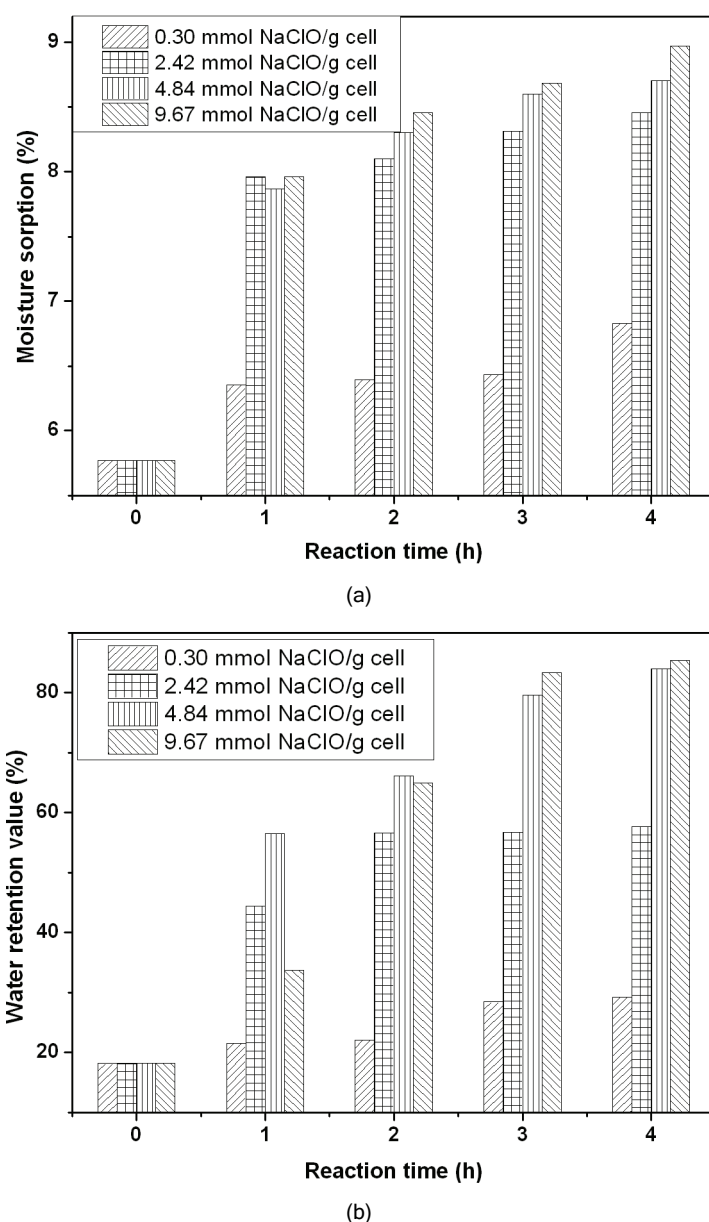 9
8
7
6
Moisture sorption (%)
0.30 mmol NaClO/g cell
2.42 mmol NaClO/g cell
4.84 mmol NaClO/g cell
9.67 mmol NaClO/g cell
0 1 2 3 4
Reaction time (h)
(a)
80
60
40
20
Water retention value (%)
0.30 mmol NaClO/g cell
2.42 mmol NaClO/g cell
4.84 mmol NaClO/g cell
9.67 mmol NaClO/g cell
0 1 2 3 4
Reaction time (h)
(b)